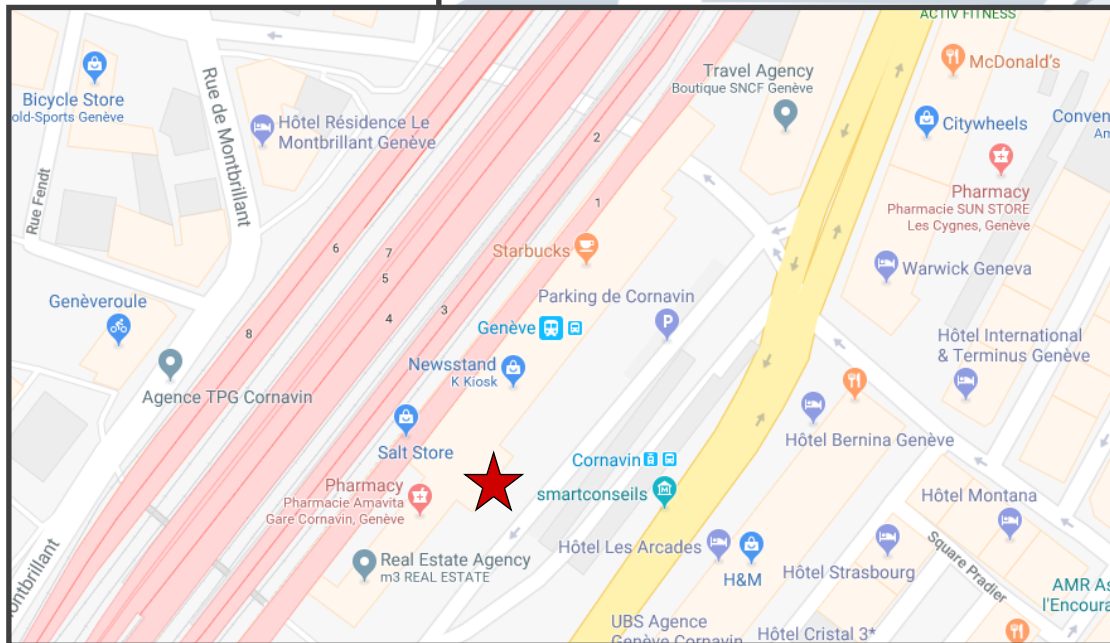 ACTIV FITNESS
McDonald's
Travel Agency
Boutique SNCF Genève
Bicycle Store
old-Sports Genève
Rue de Montbrillant
Hôtel Résidence Le
Montbrillant Genève
Citywheels
Conven
Am
2
Pharmacy
Pharmacie SUN STORE
Les Cygnes, Genève
Rue Fendt
1
6
7
Starbucks
5
Warwick Geneva
Genèveroule
Parking de Cornavin
P
3
4
Genève
8
Hôtel International
& Terminus Genève
Newsstand
K Kiosk
Agence TPG Cornavin
Hôtel Bernina Genève
Salt Store
Cornavin
Pharmacy
Pharmacie Amavita
Gare Cornavin, Genève
smartconseils
Hôtel Montana
Hôtel Les Arcades
Real Estate Agency
m3 REAL ESTATE
H&M
Hôtel Strasbourg
Square Pradier
ontbrillant
AMR As
l'Encoura
UBS Agence
Genève Cornavin
Hôtel Cristal 3*